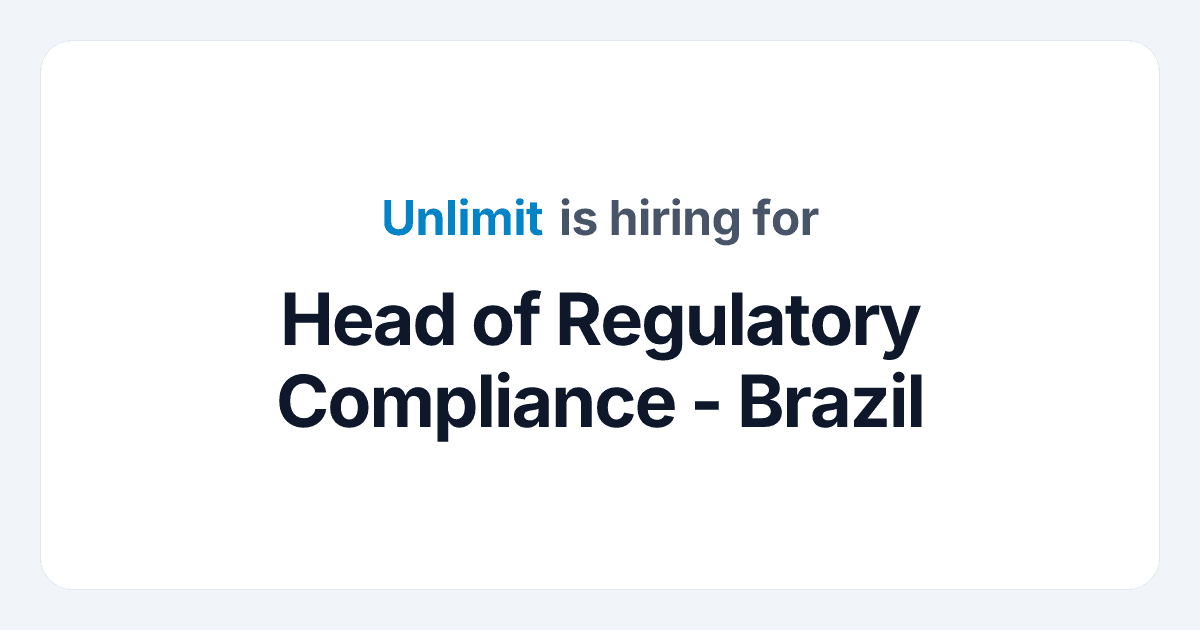 Unlimit is hiring for
Head of Regulatory
Compliance - Brazil